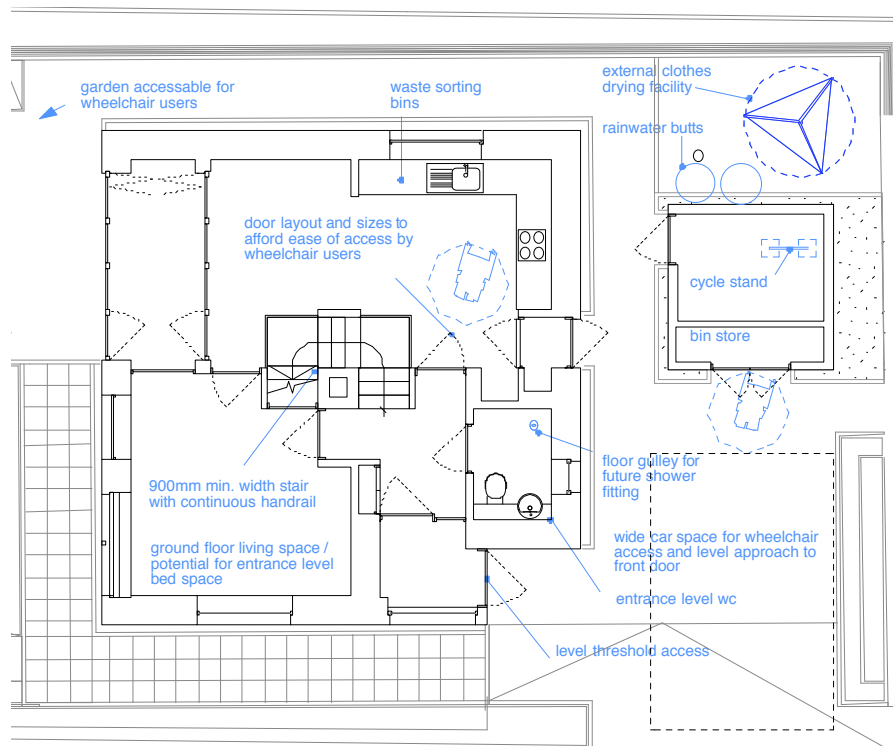 garden accessable for
wheelchair users
waste sorting
bins
external clothes
drying facility
rainwater butts
door layout and sizes to
afford ease of access by
wheelchair users
cycle stand
bin store
900mm min. width stair
with continuous handrail
floor gulley for
future shower
fitting
ground floor living space /
potential for entrance level
bed space
wide car space for wheelchair
access and level approach to
front door
entrance level wc
level threshold access